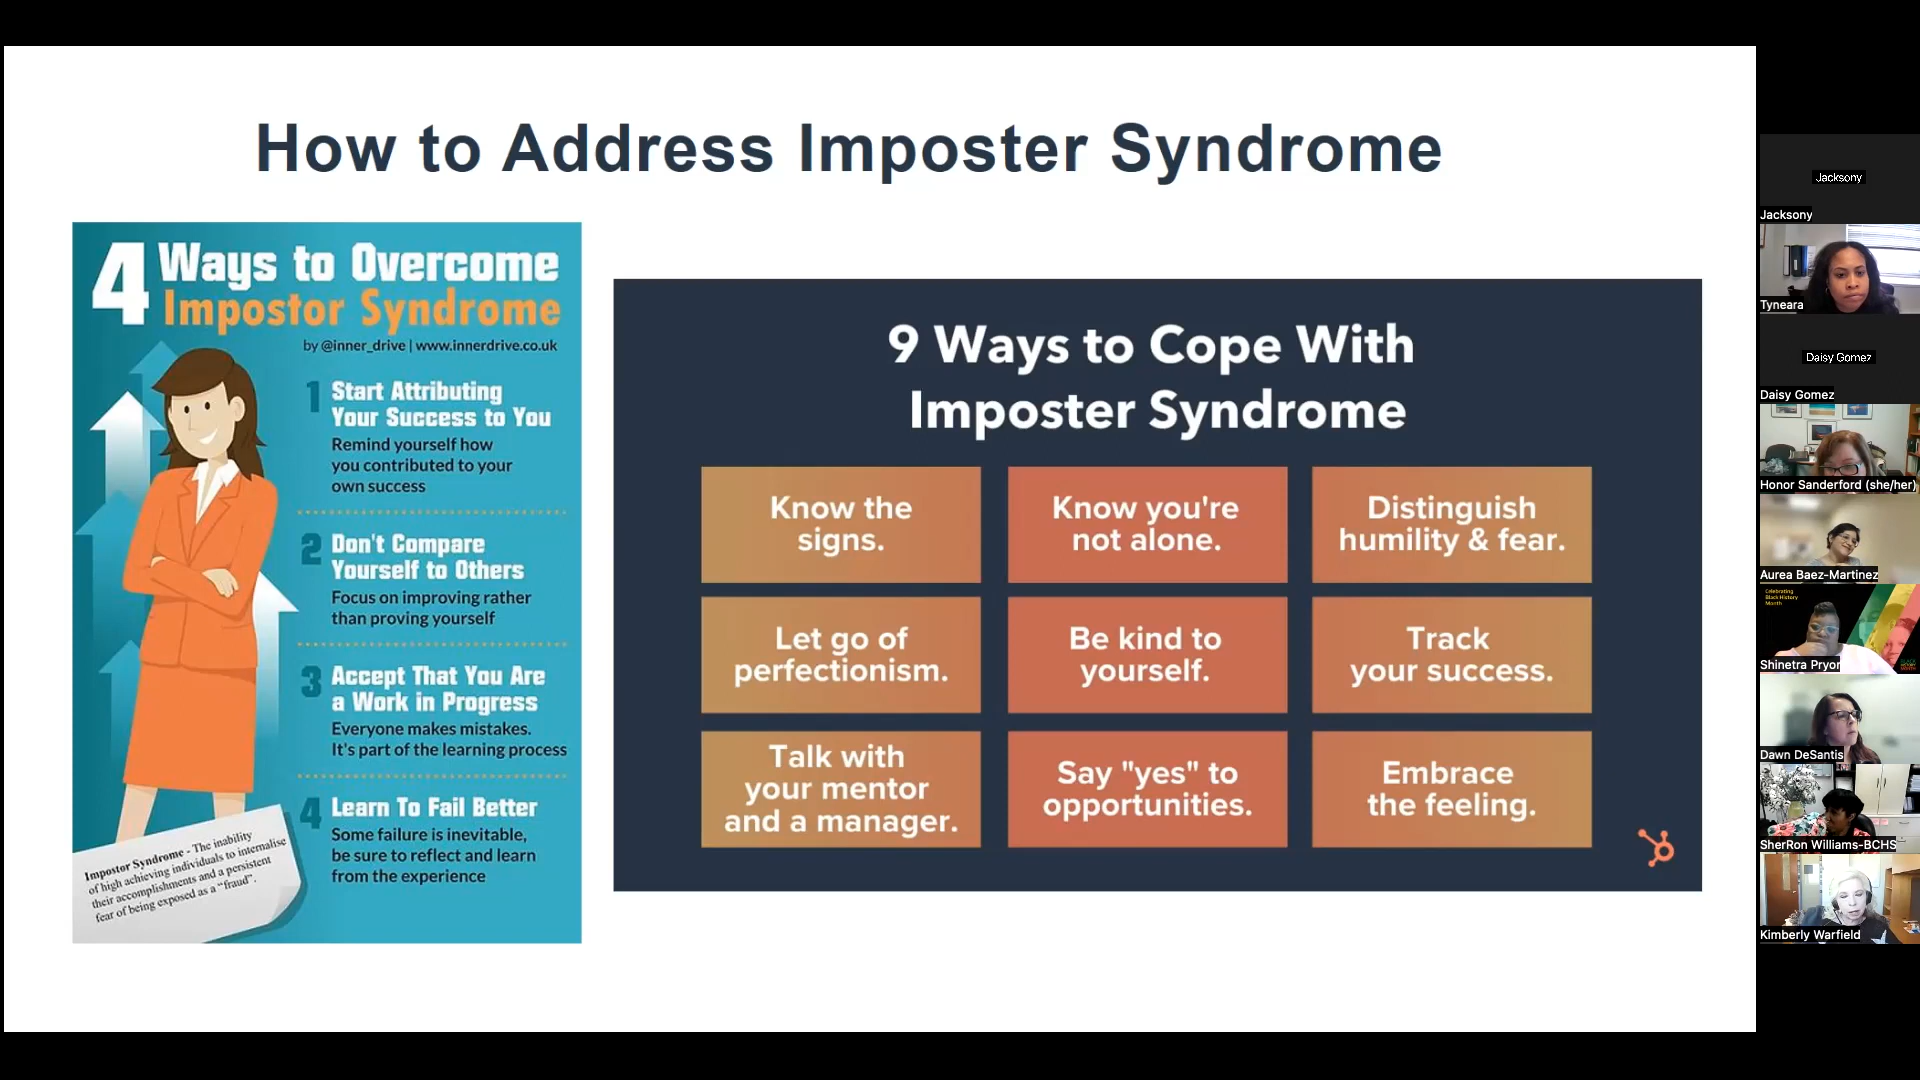 How to Address Imposter Syndrome
4 Ways to Overcome
Impostor Syndrome
by @inner_drive | www.innerdrive.co.uk
1 Start Attributing
Your Success to You
Remind yourself how
you contributed to your
own success
2 Don't Compare
Yourself to Others
Focus on improving rather
than proving yourself
3 Accept That You Are
a Work in Progress
Everyone makes mistakes.
It's part of the learning process
4 Learn To Fail Better
Some failure is inevitable,
be sure to reflect and learn
from the experience
Impostor Syndrome - The inability
of high achieving individuals to internalise
their accomplishments and a persistent
fear of being exposed as a "fraud".
9 Ways to Cope With
Imposter Syndrome
Know the
signs.
Know you're
not alone.
Distinguish
humility & fear.
Let go of
perfectionism.
Be kind to
yourself.
Track
your success.
Talk with
your mentor
and a manager.
Say "yes" to
opportunities.
Embrace
the feeling.
Jacksony
Jacksony
Tyneara
Daisy Gomez
Daisy Gomez
Honor Sanderford (she/her)
Aurea Baez-Martinez
Celebrating
Black History
Month
Shinetra Pryor
Dawn DeSantis
SherRon Williams-BCHS
Kimberly Warfield